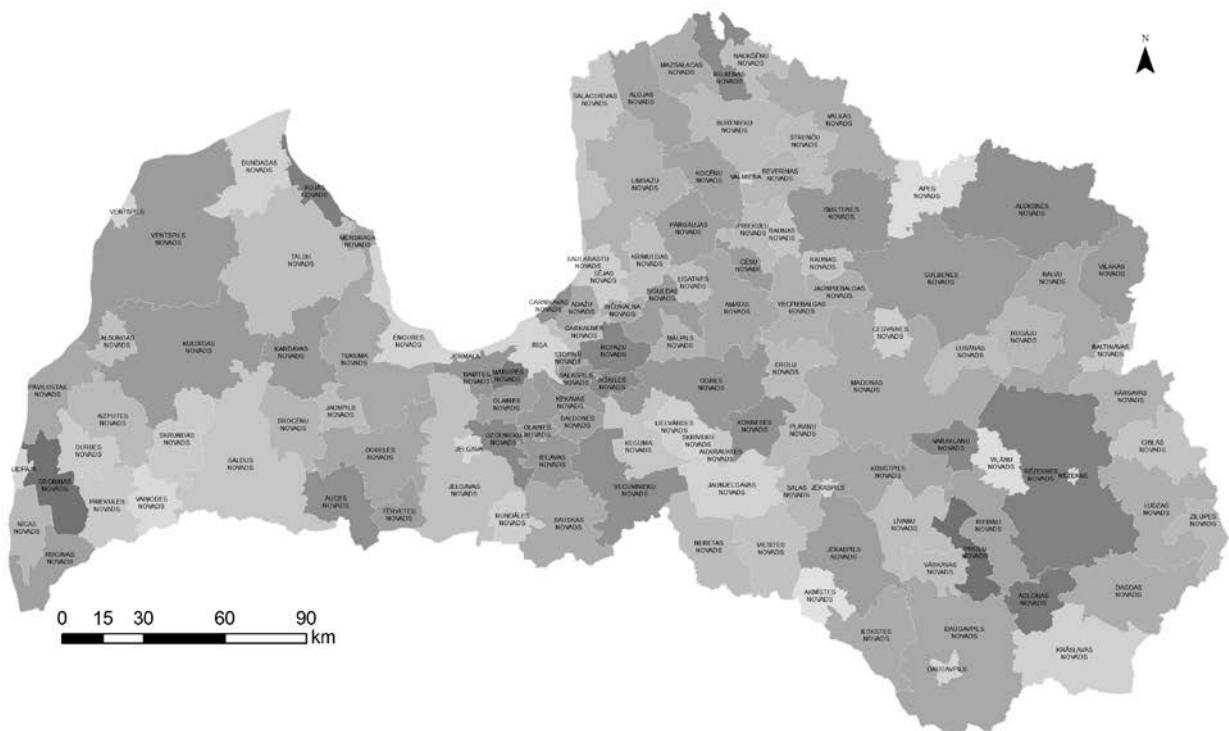 N
NAUKŠĒNU
NOVADS
MAZSALACAS
NOVADS
RŪJIENAS
NOVADS
SALACGRĪVAS
NOVADS
ALOJAS
NOVADS
BURTNIEKU
NOVADS
VALKAS
NOVADS
STRENČU
NOVADS
DUNDAGAS
NOVADS
ROJAS
NOVADS
LIMBAŽU
NOVADS
KOCĒNU
NOVADS
VALMIERA
BEVERĪNAS
NOVADS
APES
NOVADS
SMILTENES
NOVADS
ALŪKSNES
NOVADS
VENTSPILS
VENTSPILS
NOVADS
MĒRSRAGA
NOVADS
TALSU
NOVADS
PĀRGAUJAS
NOVADS
PRIEKUĻU
NOVADS
RAUNAS
NOVADS
SAULKRASTU
NOVADS
KRIMULDAS
NOVADS
SĒJAS
NOVADS
LĪGATNES
NOVADS
CĒSU
NOVADS
RAUNAS
NOVADS
GULBENES
NOVADS
BALVU
NOVADS
VIĻAKAS
NOVADS
SIGULDAS
NOVADS
JAUNPIEBALGAS
NOVADS
CARNIKAVAS
NOVADS
ĀDAŽU
NOVADS
INČUKALNA
NOVADS
AMATAS
NOVADS
VECPIEBALGAS
NOVADS
ALSUNGAS
NOVADS
KULDĪGAS
NOVADS
KANDAVAS
NOVADS
TUKUMA
NOVADS
ENGURES
NOVADS
RĪGA
GARKALNES
NOVADS
STOPIŅU
NOVADS
ROPAŽU
NOVADS
MĀLPILS
NOVADS
CESVAINES
NOVADS
RUGĀJU
NOVADS
LUBĀNAS
NOVADS
BALTINAVAS
NOVADS
JŪRMALA
BABĪTES
NOVADS
MĀRUPES
NOVADS
SALASPILS
NOVADS
IKŠĶILES
NOVADS
OGRES
NOVADS
ĒRGĻU
NOVADS
MADONAS
NOVADS
PĀVILOSTAS
NOVADS
AIZPUTES
NOVADS
SKRUNDAS
NOVADS
BROCĒNU
NOVADS
JAUNPILS
NOVADS
OLAINES
NOVADS
ĶEKAVAS
NOVADS
BALDONES
NOVADS
KĀRSAVAS
NOVADS
DURBES
NOVADS
DOBELES
NOVADS
JELGAVA
OZOLNIEKU
NOVADS
OLAINES
NOVADS
IECAVAS
NOVADS
ĶEGUMA
NOVADS
LIELVĀRDES
NOVADS
SKRĪVERU
NOVADS
AIZKRAUKLES
NOVADS
KOKNESES
NOVADS
PĻAVIŅU
NOVADS
VARAKĻĀNU
NOVADS
VIĻĀNU
NOVADS
RĒZEKNES
NOVADS
RĒZEKNE
CIBLAS
NOVADS
LIEPĀJA
GROBIŅAS
NOVADS
SALDUS
NOVADS
JELGAVAS
NOVADS
VECUMNIEKU
NOVADS
JAUNJELGAVAS
NOVADS
SALAS
NOVADS
JĒKABPILS
KRUSTPILS
NOVADS
LUDZAS
NOVADS
ZILUPES
NOVADS
PRIEKULES
NOVADS
VAIŅODES
NOVADS
AUCES
NOVADS
TĒRVETES
NOVADS
RUNDĀLES
NOVADS
BAUSKAS
NOVADS
LĪVĀNU
NOVADS
RIEBIŅU
NOVADS
NĪCAS
NOVADS
RUCAVAS
NOVADS
NERETAS
NOVADS
VIESĪTES
NOVADS
JĒKABPILS
NOVADS
PREIĻU
NOVADS
VĀRKAVAS
NOVADS
AKNĪSTES
NOVADS
AGLONAS
NOVADS
DAGDAS
NOVADS
ILŪKSTES
NOVADS
DAUGAVPILS
NOVADS
DAUGAVPILS
KRĀSLAVAS
NOVADS
0 15 30 60 90
km